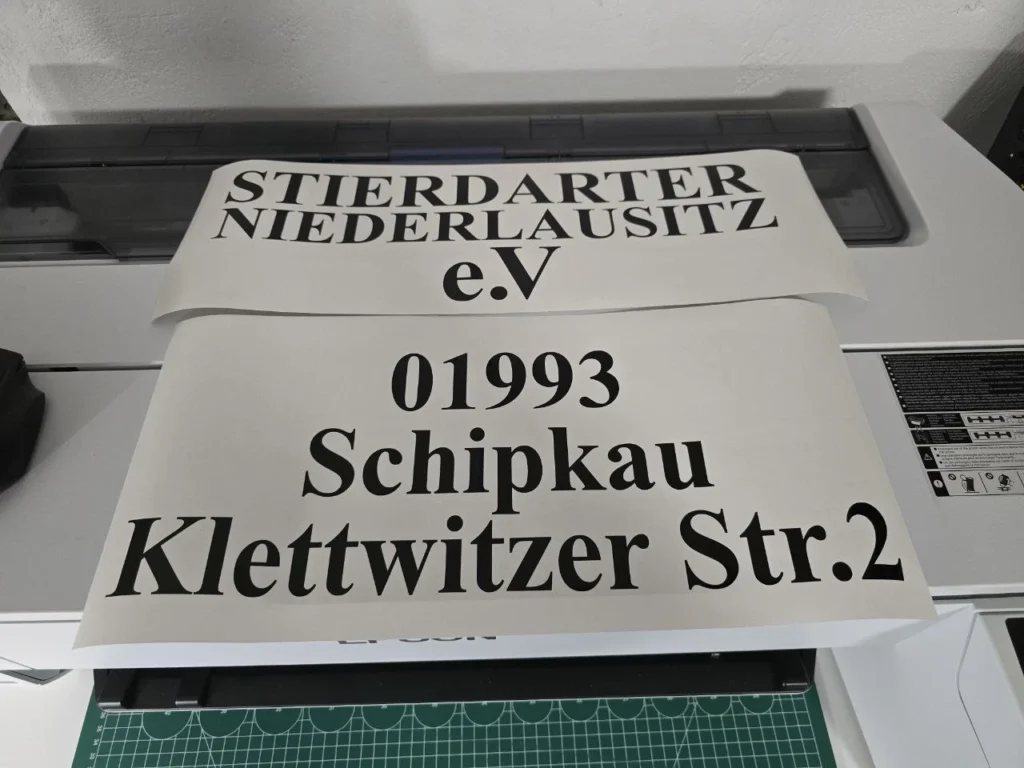 STIERDARTER
NIEDERLAUSITZ
e.V
01993
Schipkau
Klettwitzer Str.2